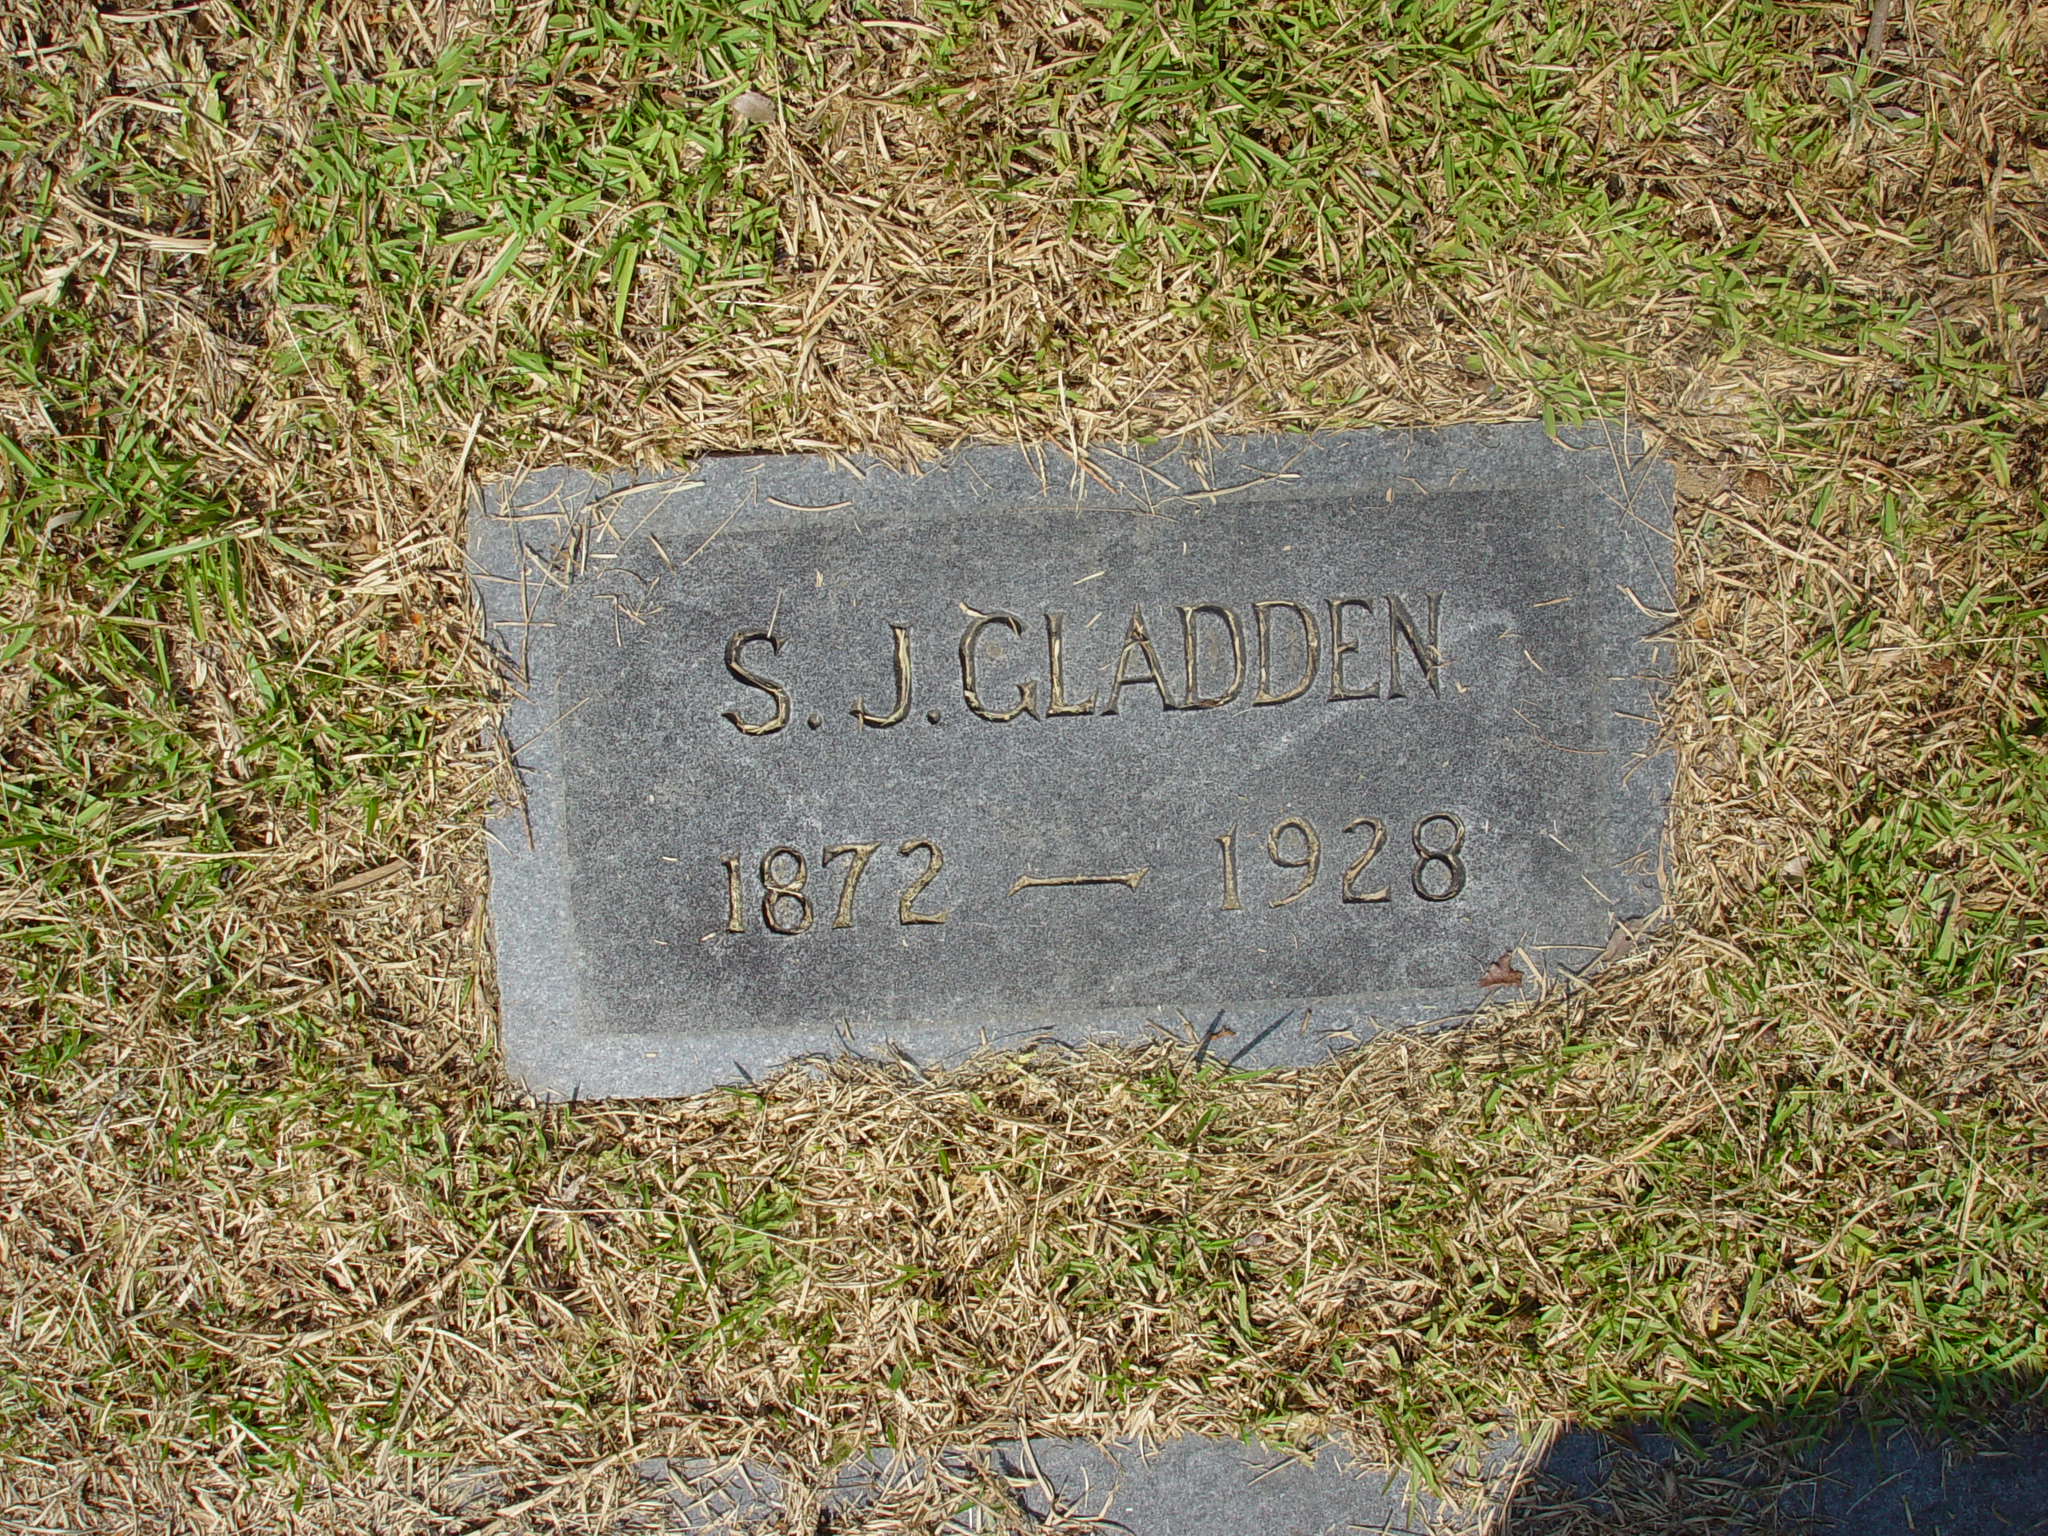 S. J. GLADDEN
1872 — 1928